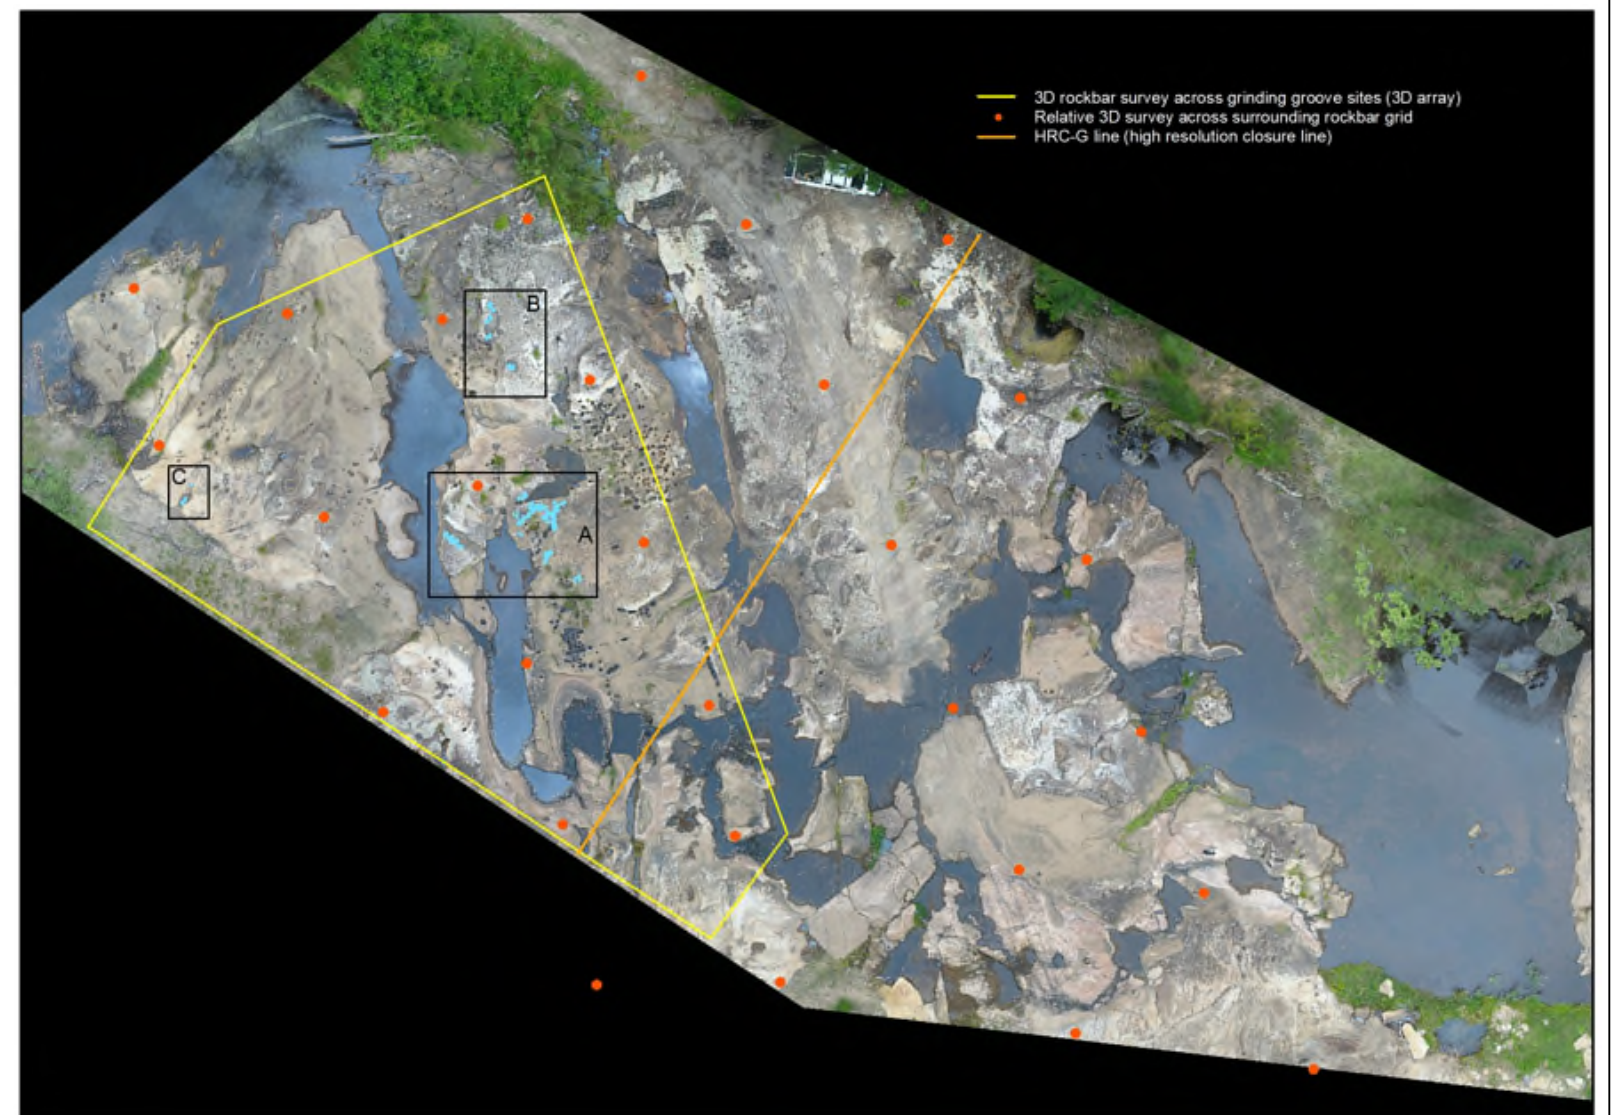 3D rockbar survey across grinding groove sites (3D array)
Relative 3D survey across surrounding rockbar grid
HRC-G line (high resolution closure line)
B
C
A